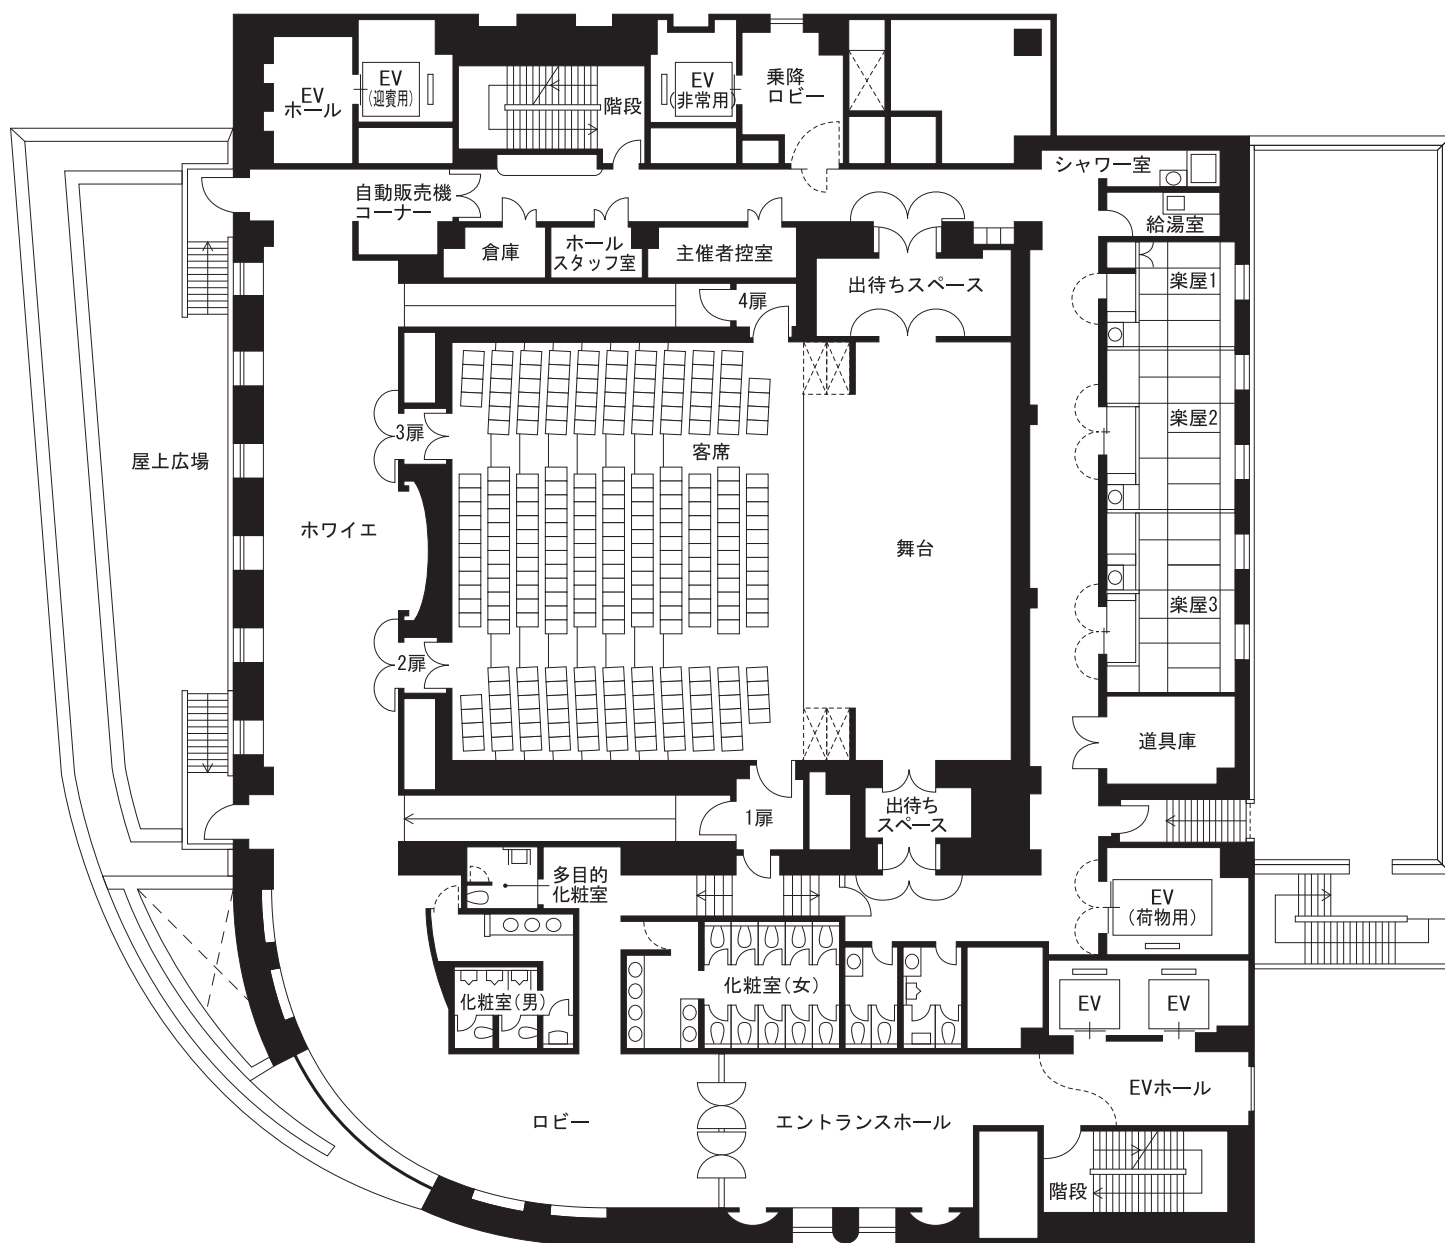 EV
ホール
EV
(迎賓用)
階段
EV
(非常用)
乗降
ロビー
シャワー室
給湯室
自動販売機
コーナー
倉庫
ホール
スタッフ室
主催者控室
出待ちスペース
4扉
楽屋1
3扉
客席
楽屋2
屋上広場
ホワイエ
舞台
楽屋3
2扉
道具庫
1扉
出待ち
スペース
多目的
化粧室
EV
(荷物用)
化粧室(男)
化粧室(女)
EV
EV
EVホール
ロビー
エントランスホール
階段